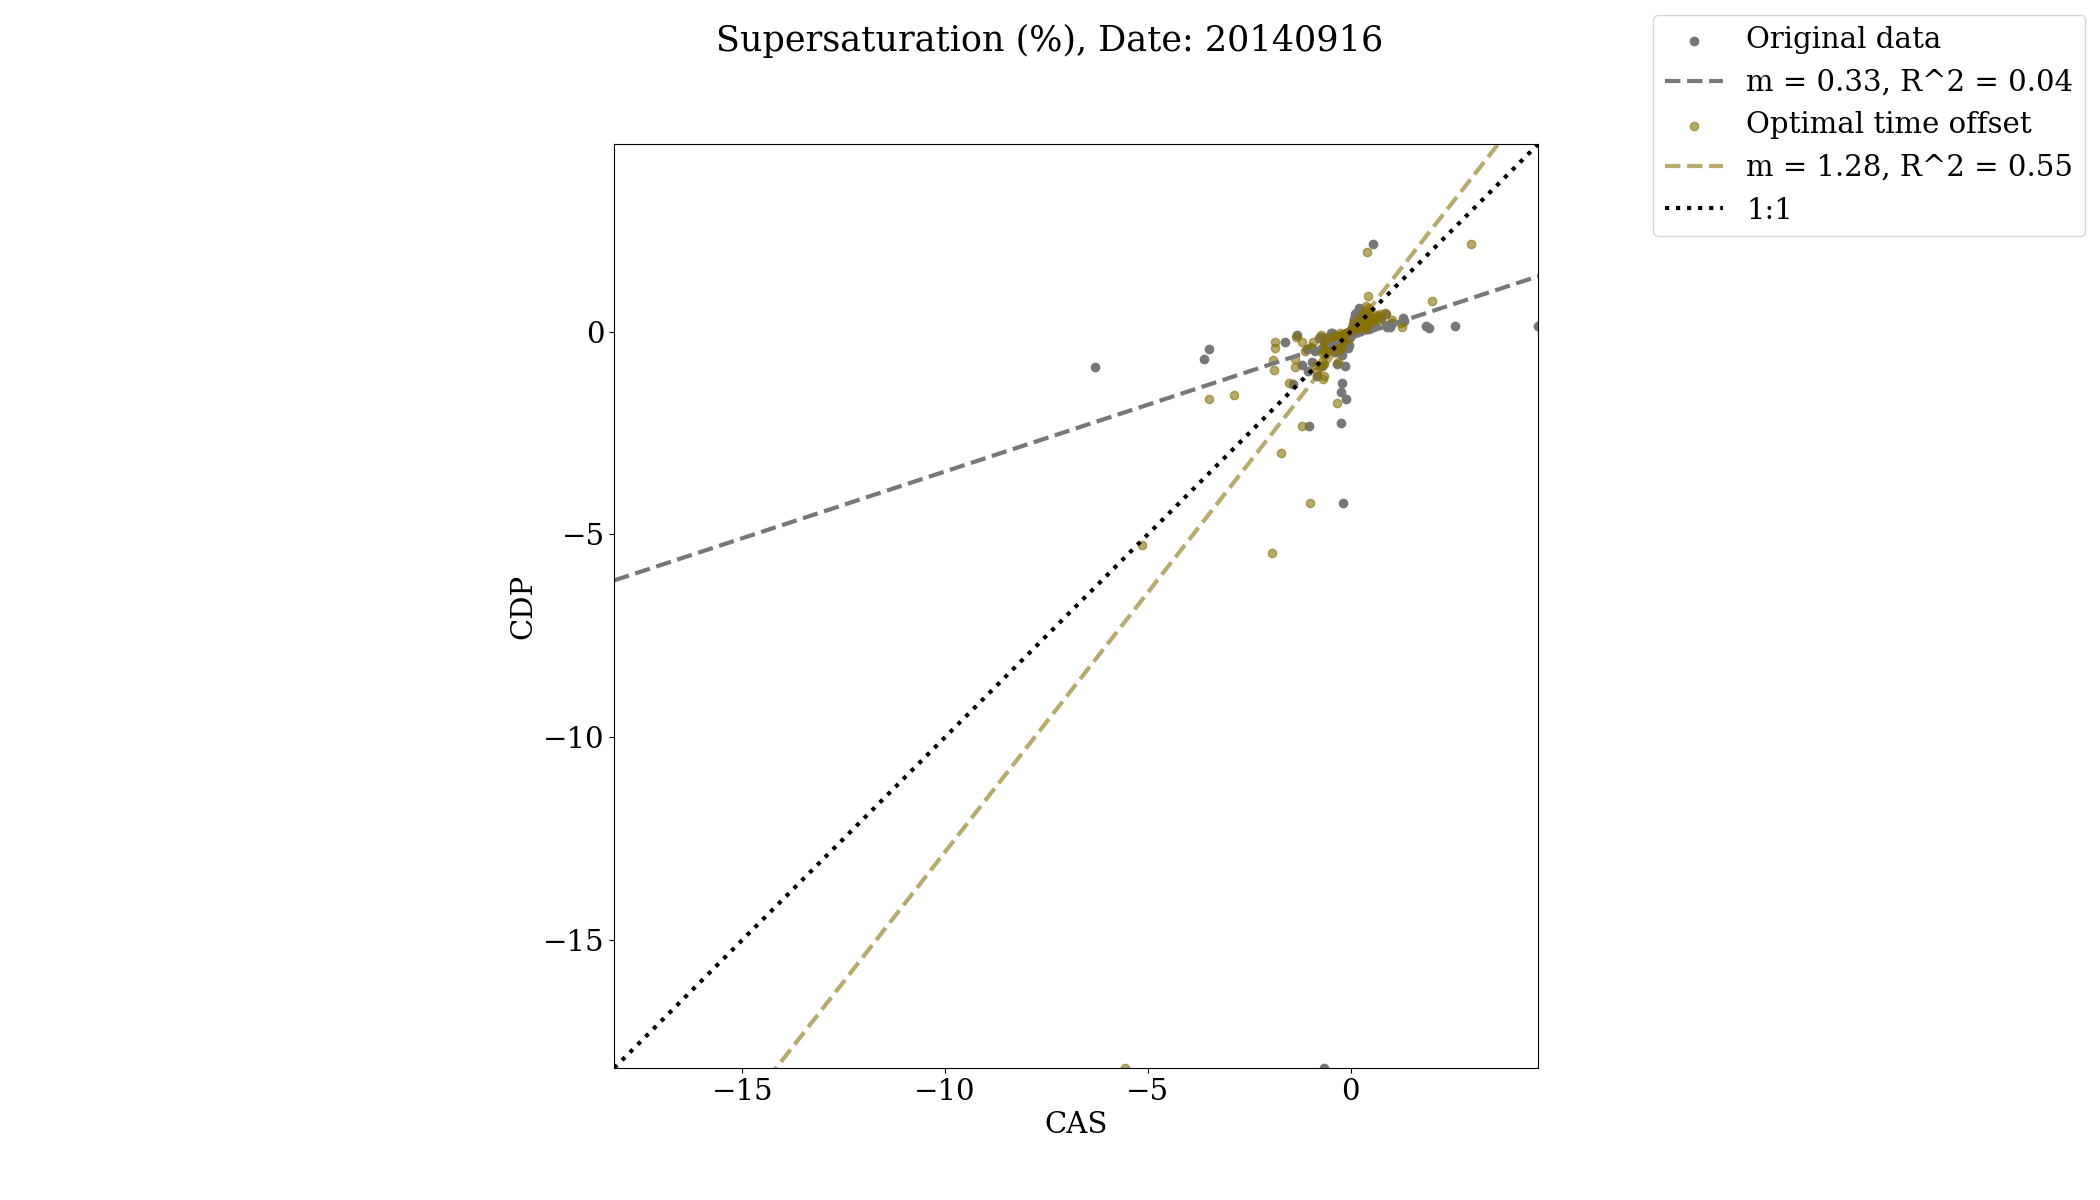 Supersaturation (%), Date: 20140916
Original data
m = 0.33, R^2 = 0.04
Optimal time offset
m = 1.28, R^2 = 0.55
1:1
0
−5
−10
−15
CDP
−15
−10
−5
0
CAS